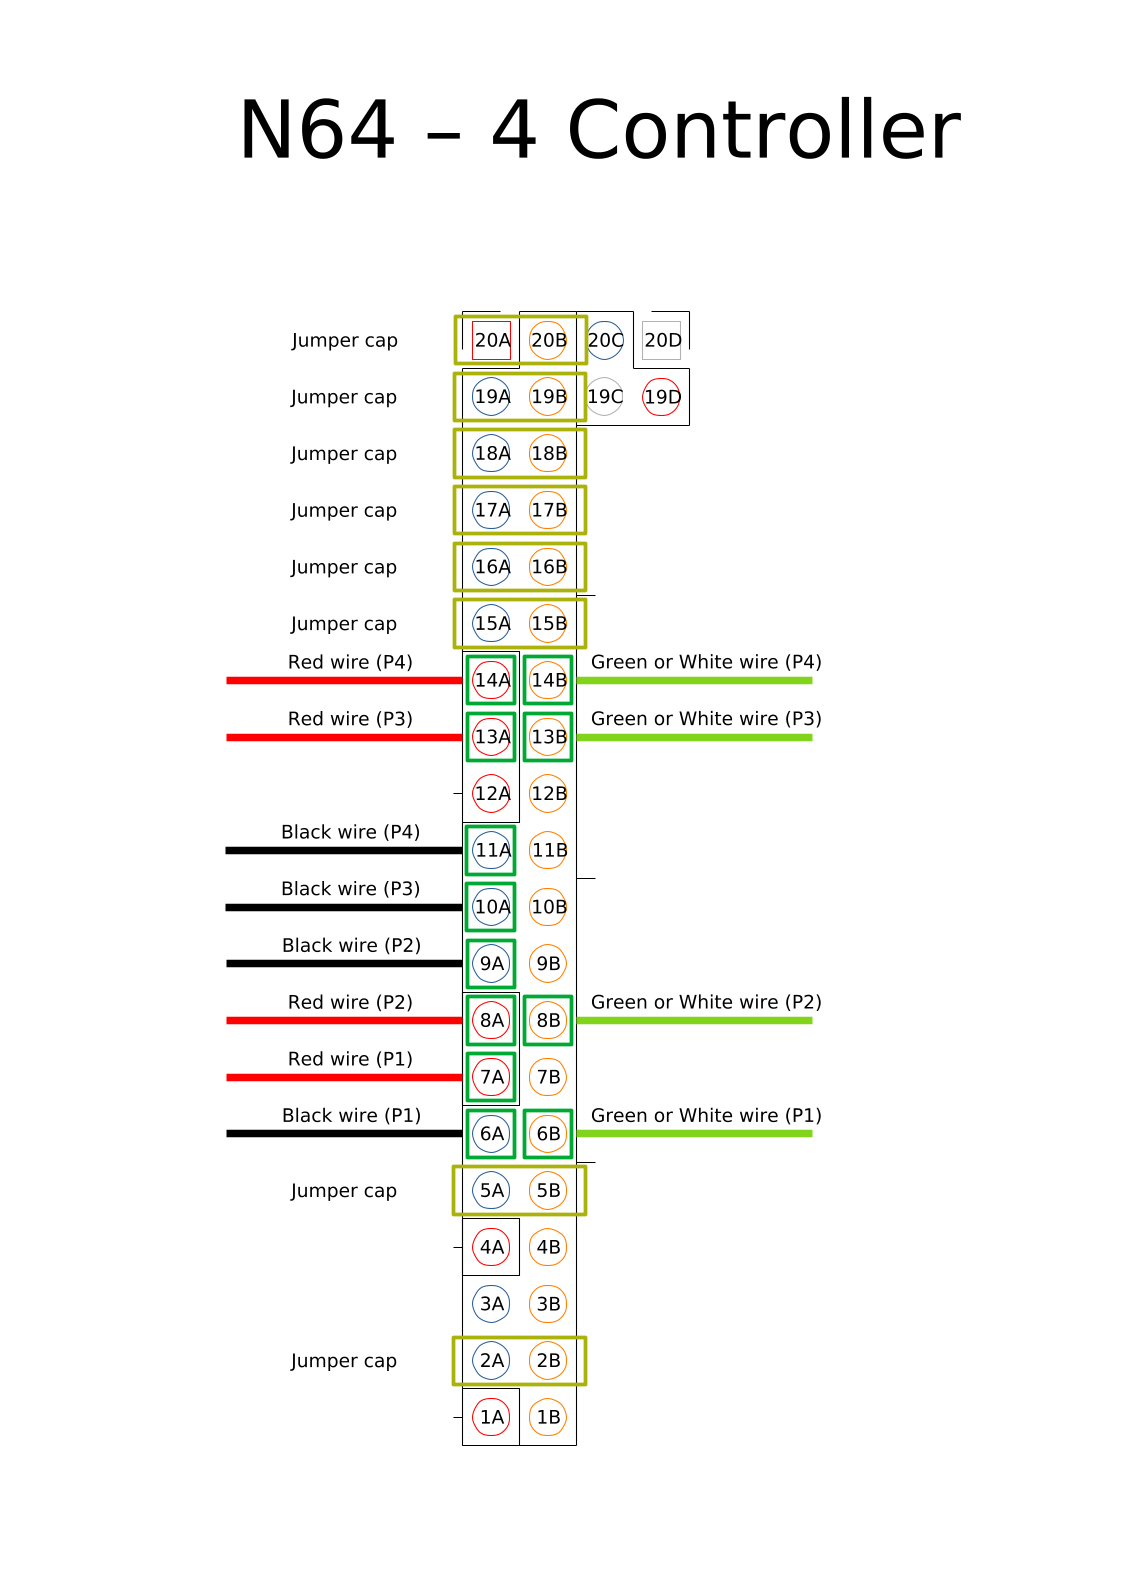 N64 – 4 Controller
Jumper cap 20A 20B 20C 20D
Jumper cap 19A 19B 19C 19D
Jumper cap 18A 18B
Jumper cap 17A 17B
Jumper cap 16A 16B
Jumper cap 15A 15B
Red wire (P4) 14A 14B Green or White wire (P4)
Red wire (P3) 13A 13B Green or White wire (P3)
12A 12B
Black wire (P4) 11A 11B
Black wire (P3) 10A 10B
Black wire (P2) 9A 9B
Red wire (P2) 8A 8B Green or White wire (P2)
Red wire (P1) 7A 7B
Black wire (P1) 6A 6B Green or White wire (P1)
Jumper cap 5A 5B
4A 4B
3A 3B
Jumper cap 2A 2B
1A 1B